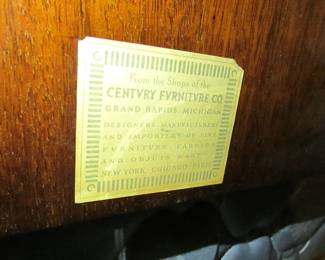 From the Shops of the
CENTVRY FVRNITVRE CO.
GRAND RAPIDS, MICHIGAN
DESIGNERS, MANUFACTURERS
AND IMPORTERS OF FINE
FURNITURE, FABRICS
AND OBJECTS
NEW YORK, CHICAGO